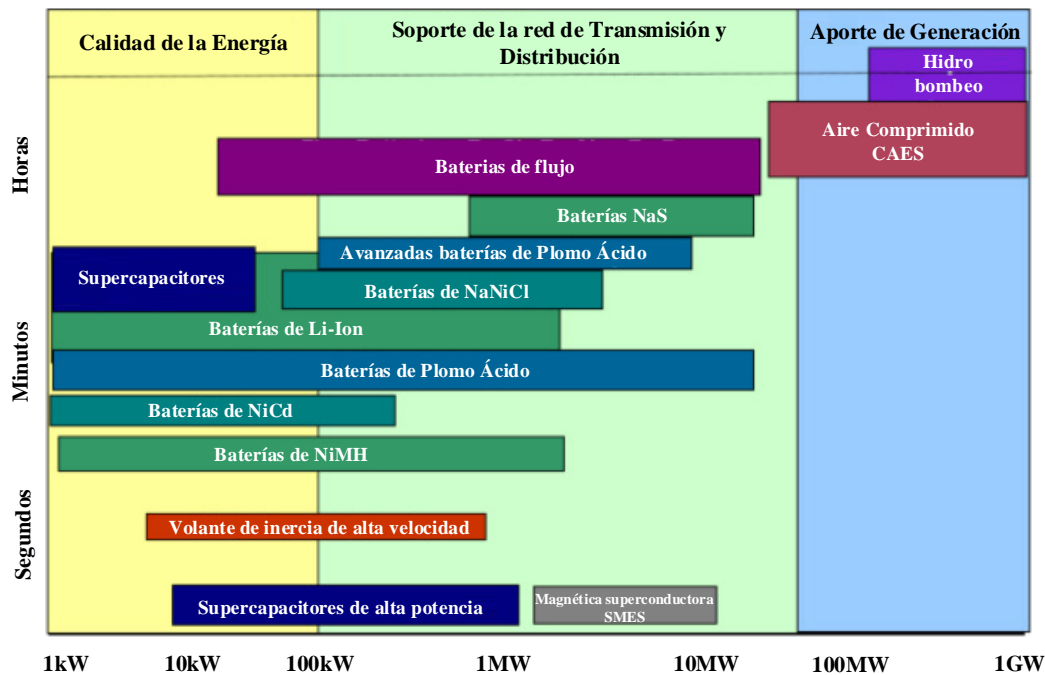 Calidad de la Energía
Soporte de la red de Transmisión y
Distribución
Aporte de Generación
Hidro
bombeo
Aire Comprimido
CAES
Horas
Baterias de flujo
Baterías NaS
Avanzadas baterías de Plomo Ácido
Supercapacitores
Baterías de NaNiCl
Minutos
Baterías de Li-Ion
Baterías de Plomo Ácido
Baterías de NiCd
Baterías de NiMH
Segundos
Volante de inercia de alta velocidad
Supercapacitores de alta potencia
Magnética superconductora
SMES
1kW 10kW 100kW 1MW 10MW 100MW 1GW